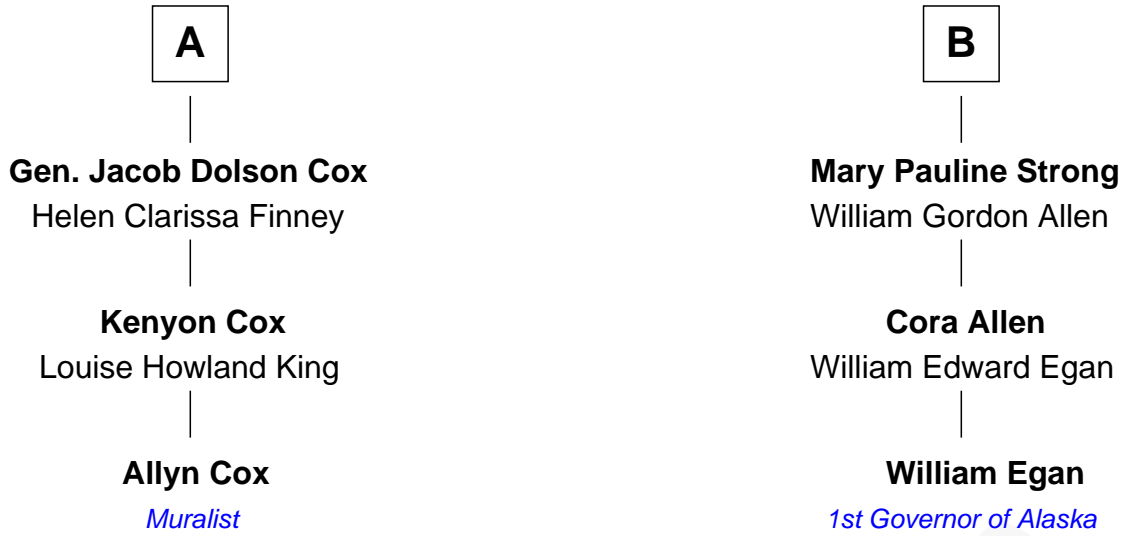 A
Gen. Jacob Dolson Cox
Helen Clarissa Finney
Kenyon Cox
Louise Howland King
Allyn Cox
Muralist
B
Mary Pauline Strong
William Gordon Allen
Cora Allen
William Edward Egan
William Egan
1st Governor of Alaska